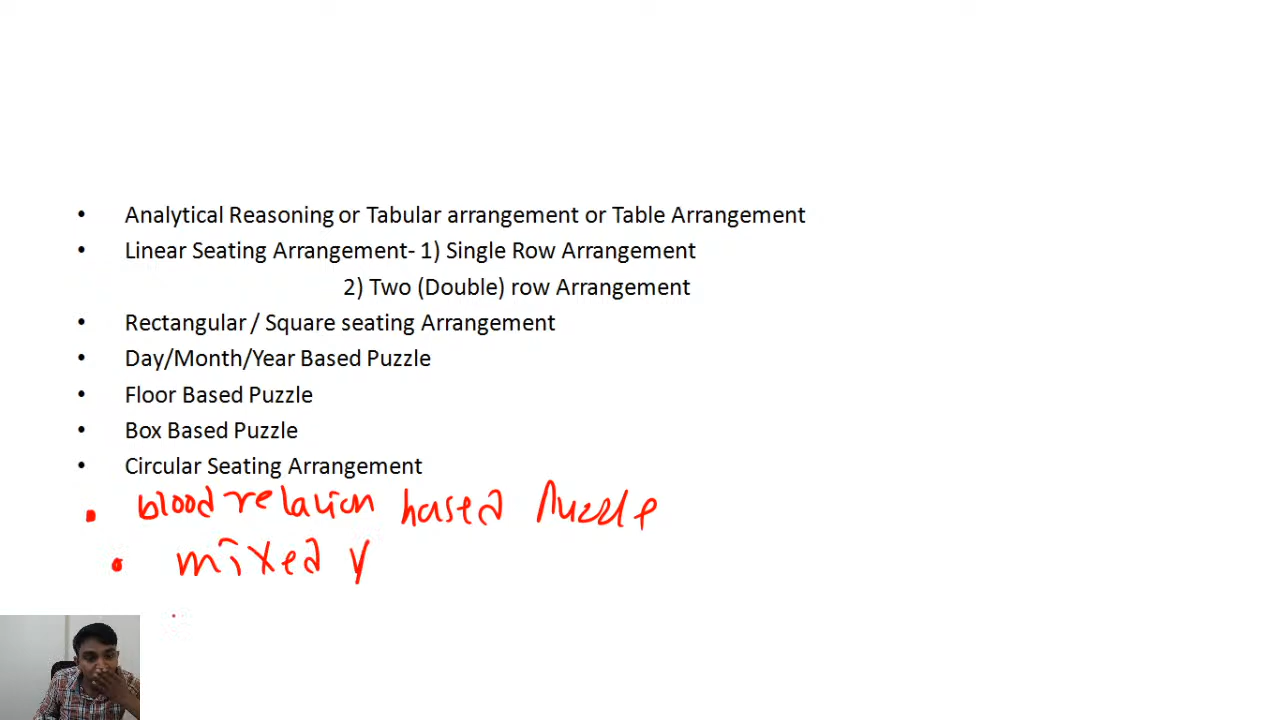 • Analytical Reasoning or Tabular arrangement or Table Arrangement
• Linear Seating Arrangement- 1) Single Row Arrangement
2) Two (Double) row Arrangement
• Rectangular / Square seating Arrangement
• Day/Month/Year Based Puzzle
• Floor Based Puzzle
• Box Based Puzzle
• Circular Seating Arrangement
• blood relation based Puzzle
• mixed